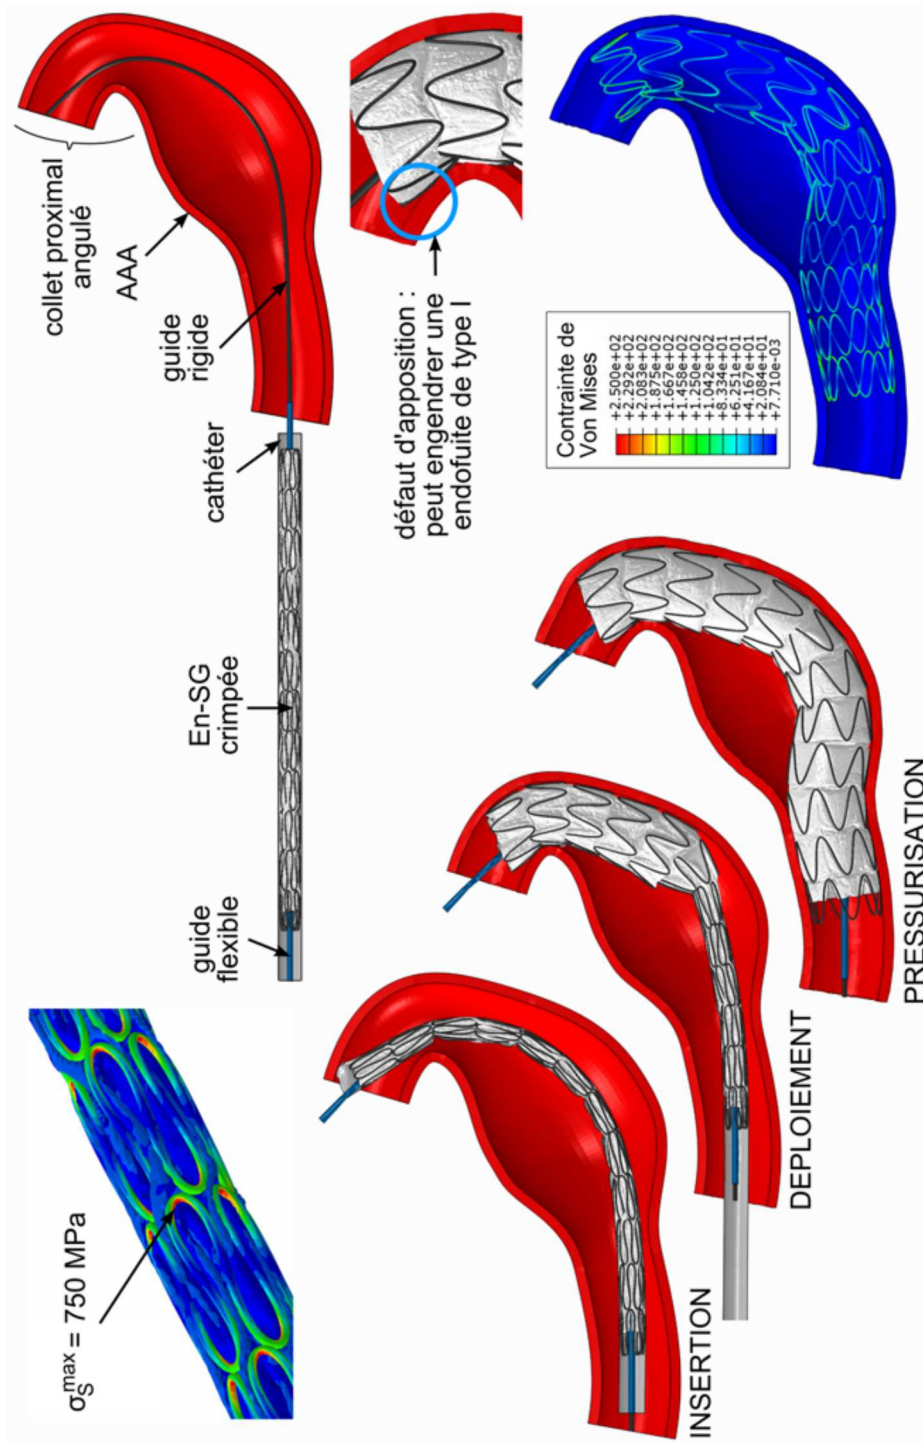 σS^max = 750 MPa
guide
flexible
En-SG
crimpée
cathéter
guide
rigide
AAA
collet proximal
angulé
INSERTION
DEPLOIEMENT
PRESSURISATION
défaut d'apposition :
peut engendrer une
endofuite de type I
Contrainte de
Von Mises
+2.500e+02
+2.292e+02
+2.083e+02
+1.875e+02
+1.667e+02
+1.458e+02
+1.250e+02
+1.042e+02
+8.334e+01
+6.251e+01
+4.167e+01
+2.084e+01
+7.710e-03